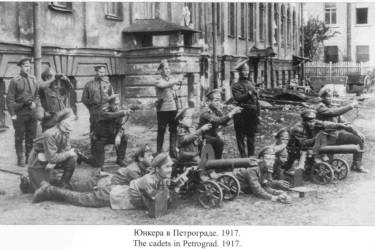 Юнкера в Петрограде. 1917.
The cadets in Petrograd. 1917.